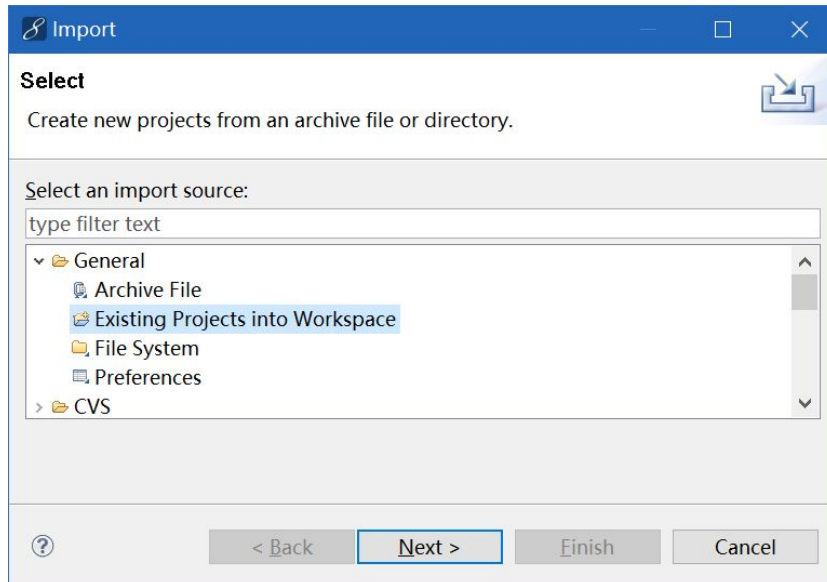 Import
Select
Create new projects from an archive file or directory.
Select an import source:
type filter text
General
Archive File
Existing Projects into Workspace
File System
Preferences
CVS
< Back
Next >
Finish
Cancel